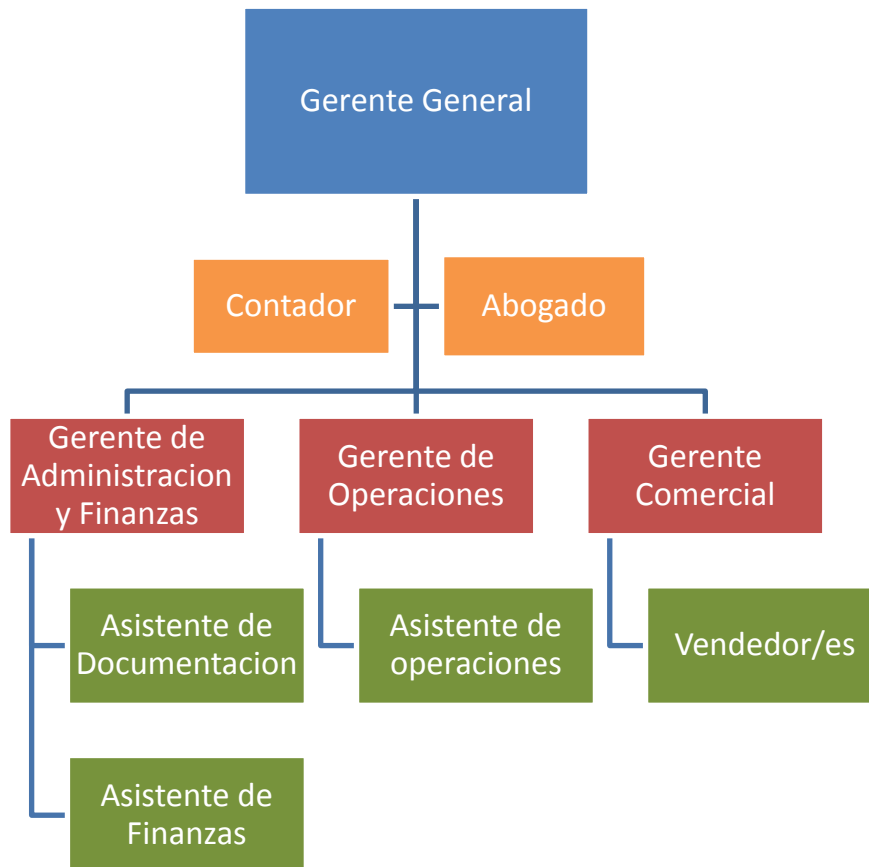 Gerente General
Contador
Abogado
Gerente de
Administracion
y Finanzas
Gerente de
Operaciones
Gerente
Comercial
Asistente de
Documentacion
Asistente de
operaciones
Vendedor/es
Asistente de
Finanzas